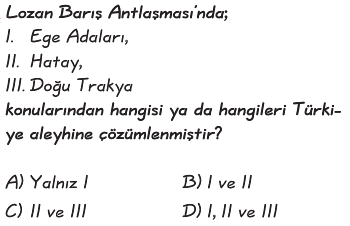 Lozan Barış Antlaşması'nda;
I. Ege Adaları,
II. Hatay,
III. Doğu Trakya
konularından hangisi ya da hangileri Türki-
ye aleyhine çözümlenmiştir?
A) Yalnız I B) I ve II
C) II ve III D) I, II ve III